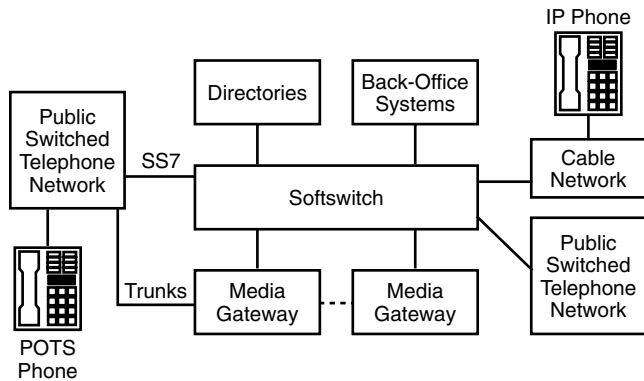 IP Phone
Directories
Back-Office
Systems
Public
Switched
Telephone
Network
SS7
Softswitch
Cable
Network
Public
Switched
Telephone
Network
Trunks
Media
Gateway
Media
Gateway
POTS
Phone